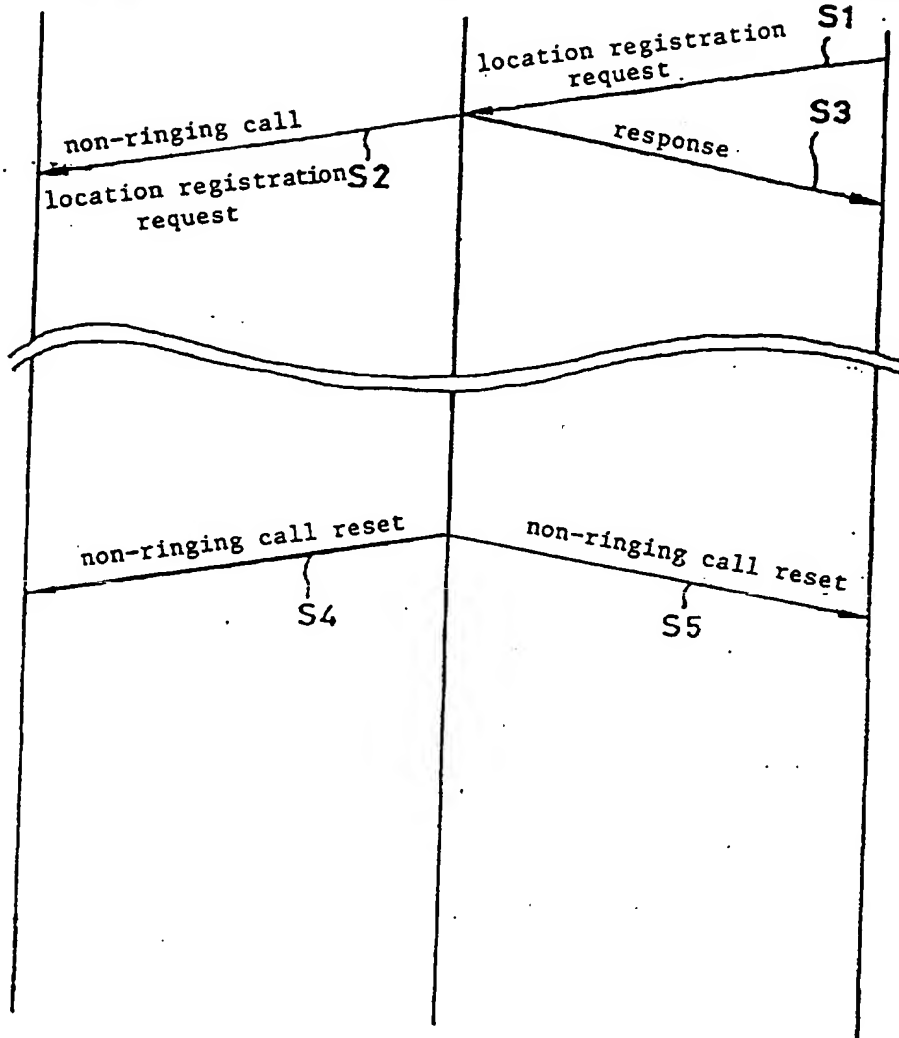 S1
location registration
request
S3
non-ringing call
response
S2
location registration
request
non-ringing call reset
non-ringing call reset
S4
S5